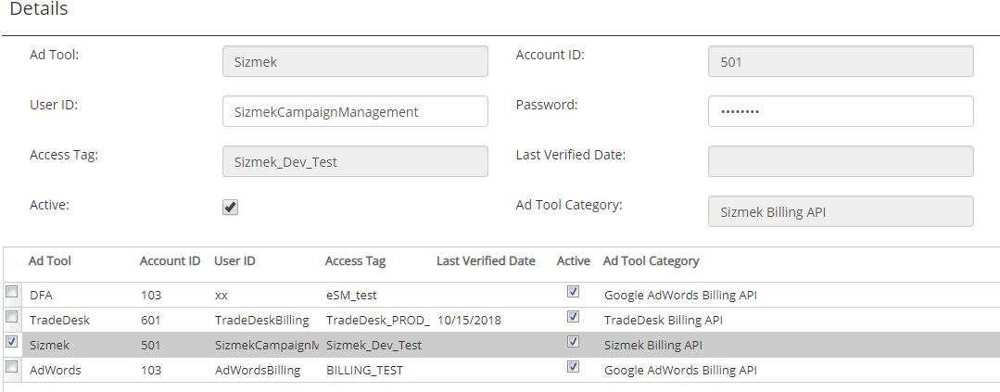 Details
Ad Tool: Sizmek Account ID: 501
User ID: SizmekCampaignManagement Password: ••••••••
Access Tag: Sizmek_Dev_Test Last Verified Date:
Active: Ad Tool Category: Sizmek Billing API
Ad Tool Account ID User ID Access Tag Last Verified Date Active Ad Tool Category
DFA 103 xx eSM_test Google AdWords Billing API
TradeDesk 601 TradeDeskBilling TradeDesk_PROD_ 10/15/2018 TradeDesk Billing API
Sizmek 501 SizmekCampaignM Sizmek_Dev_Test Sizmek Billing API
AdWords 103 AdWordsBilling BILLING_TEST Google AdWords Billing API